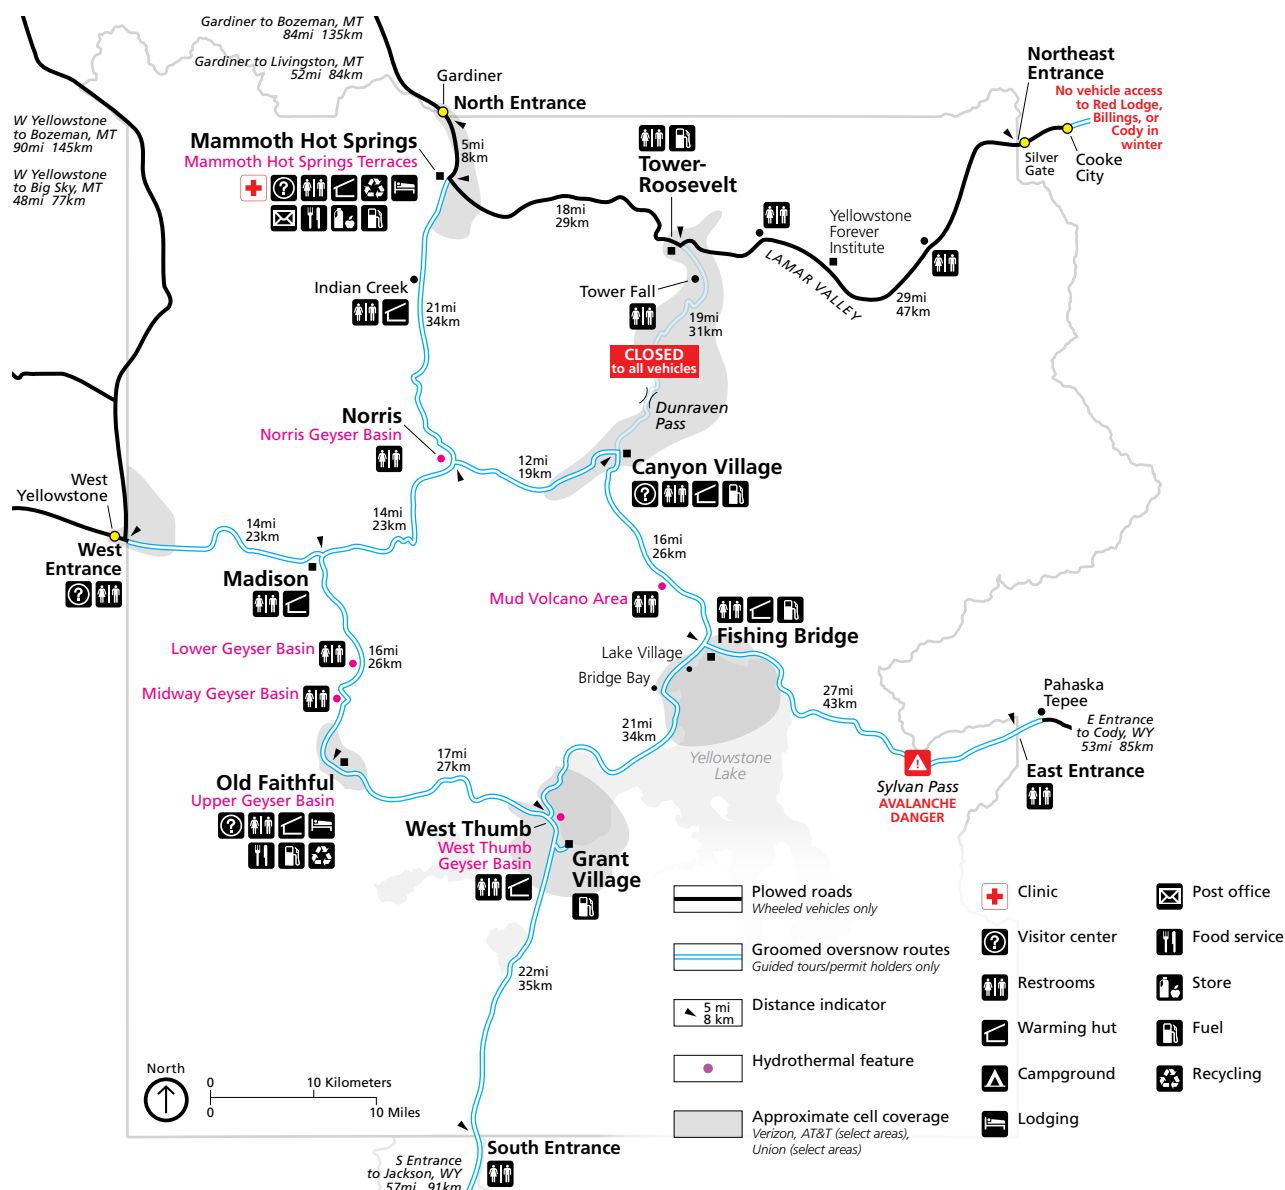 Gardiner to Bozeman, MT
84mi 135km
Gardiner to Livingston, MT
52mi 84km
W Yellowstone
to Bozeman, MT
90mi 145km
W Yellowstone
to Big Sky, MT
48mi 77km
Gardiner
North Entrance
5mi
8km
Mammoth Hot Springs
Mammoth Hot Springs Terraces
Tower-
Roosevelt
18mi
29km
Northeast
Entrance
No vehicle access
to Red Lodge,
Billings, or
Cody in
winter
Silver
Gate
Cooke
City
Yellowstone
Forever
Institute
LAMAR VALLEY
29mi
47km
Indian Creek
21mi
34km
Tower Fall
19mi
31km
CLOSED
to all vehicles
Dunraven
Pass
Norris
Norris Geyser Basin
12mi
19km
Canyon Village
West
Yellowstone
14mi
23km
14mi
23km
West
Entrance
Madison
16mi
26km
Mud Volcano Area
Fishing Bridge
Lake Village
Bridge Bay
Lower Geyser Basin
16mi
26km
Midway Geyser Basin
27mi
43km
Pahaska
Tepee
E Entrance
to Cody, WY
53mi 85km
21mi
34km
Yellowstone
Lake
17mi
27km
Old Faithful
Upper Geyser Basin
Sylvan Pass
AVALANCHE
DANGER
East Entrance
West Thumb
West Thumb
Geyser Basin
Grant
Village
22mi
35km
Plowed roads
Wheeled vehicles only
Groomed oversnow routes
Guided tours/permit holders only
5 mi
8 km
Distance indicator
Hydrothermal feature
Approximate cell coverage
Verizon, AT&T (select areas),
Union (select areas)
Clinic
Visitor center
Restrooms
Warming hut
Campground
Lodging
Post office
Food service
Store
Fuel
Recycling
North
0 10 Kilometers
0 10 Miles
South Entrance
S Entrance
to Jackson, WY
57mi 91km